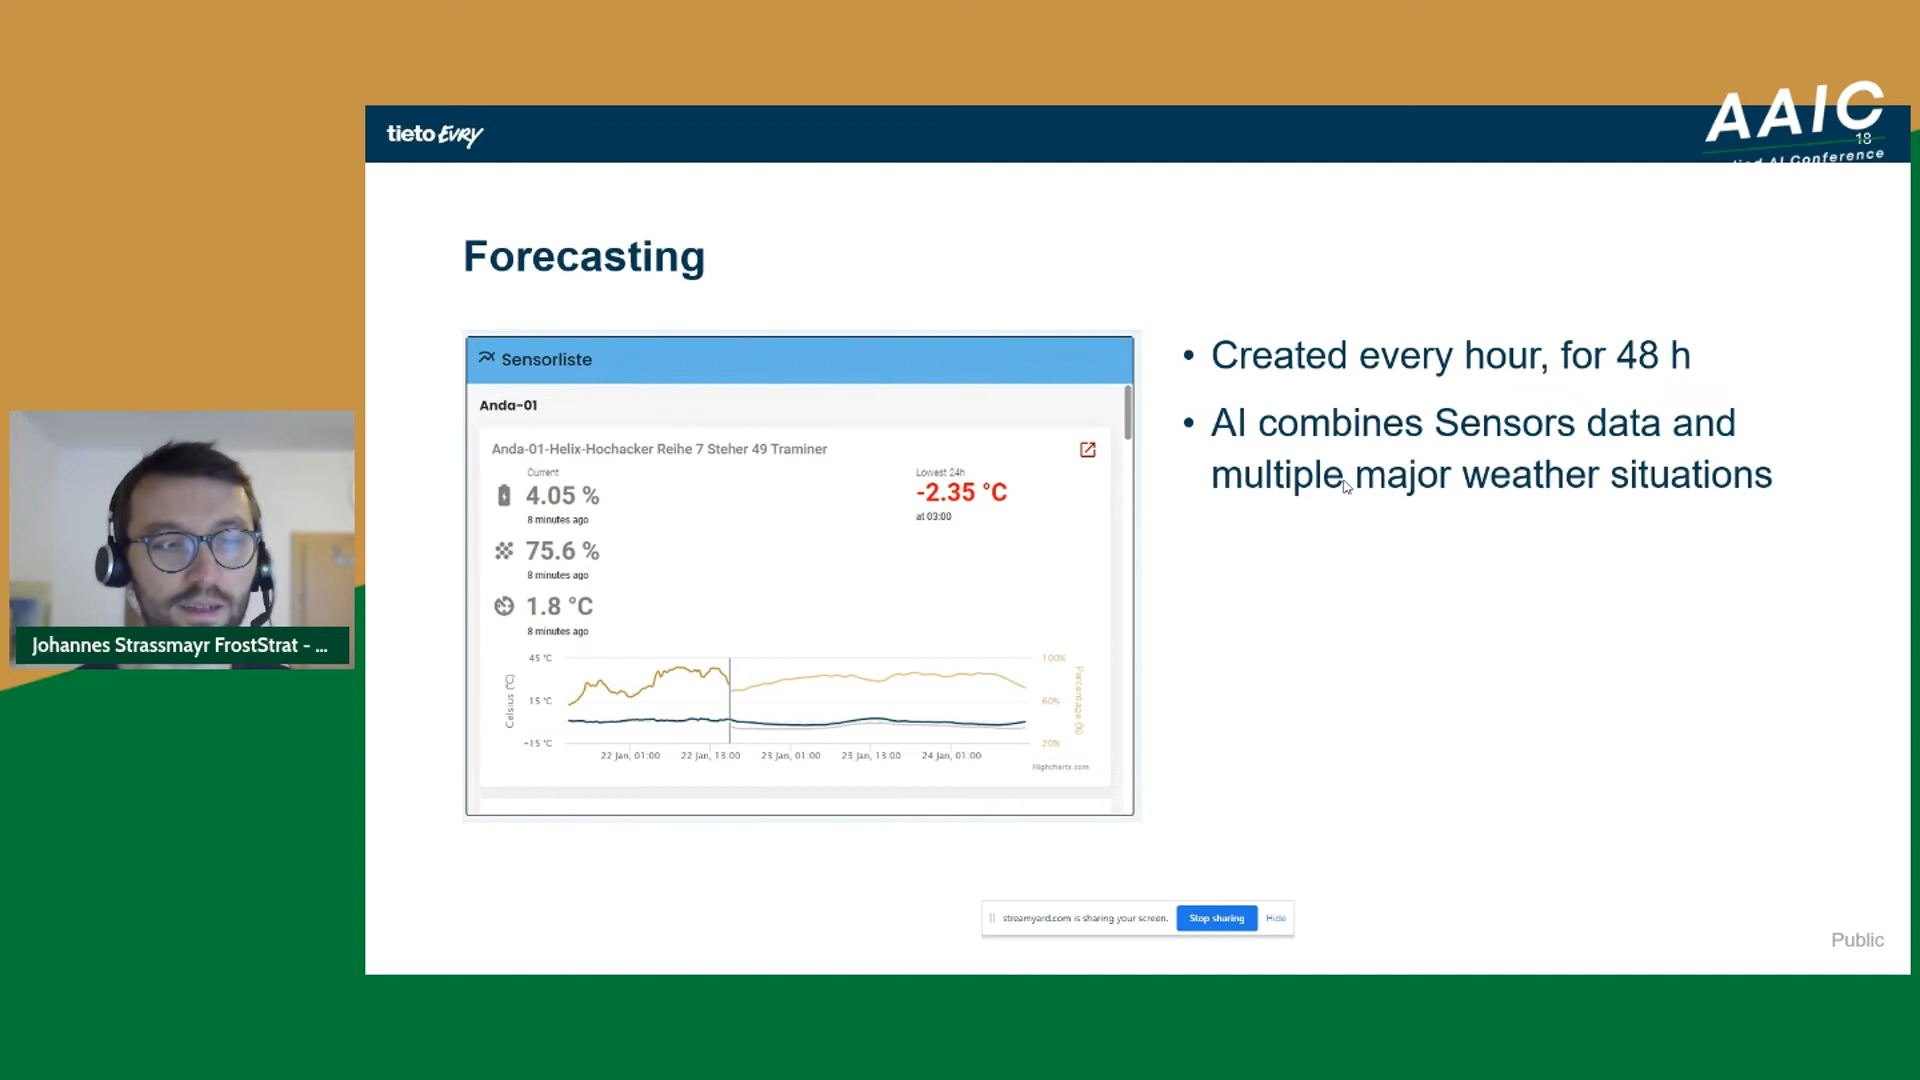 tieto Evry
AAIC
18
AI Conference
Forecasting
Sensorliste
Anda-01
Anda-01-Helix-Hochacker Reihe 7 Steher 49 Traminer
Current
4.05 %
8 minutes ago
75.6 %
8 minutes ago
1.8 °C
8 minutes ago
Lowest 24h
-2.35 °C
at 03:00
45 °C
15 °C
-15 °C
Celsius (°C)
100%
60%
20%
Percentage (%)
22 Jan, 01:00
22 Jan, 13:00
23 Jan, 01:00
23 Jan, 13:00
24 Jan, 01:00
Highcharts.com
• Created every hour, for 48 h
• AI combines Sensors data and
multiple major weather situations
Johannes Strassmayr FrostStrat - ...
streamyard.com is sharing your screen.
Stop sharing
Hide
Public